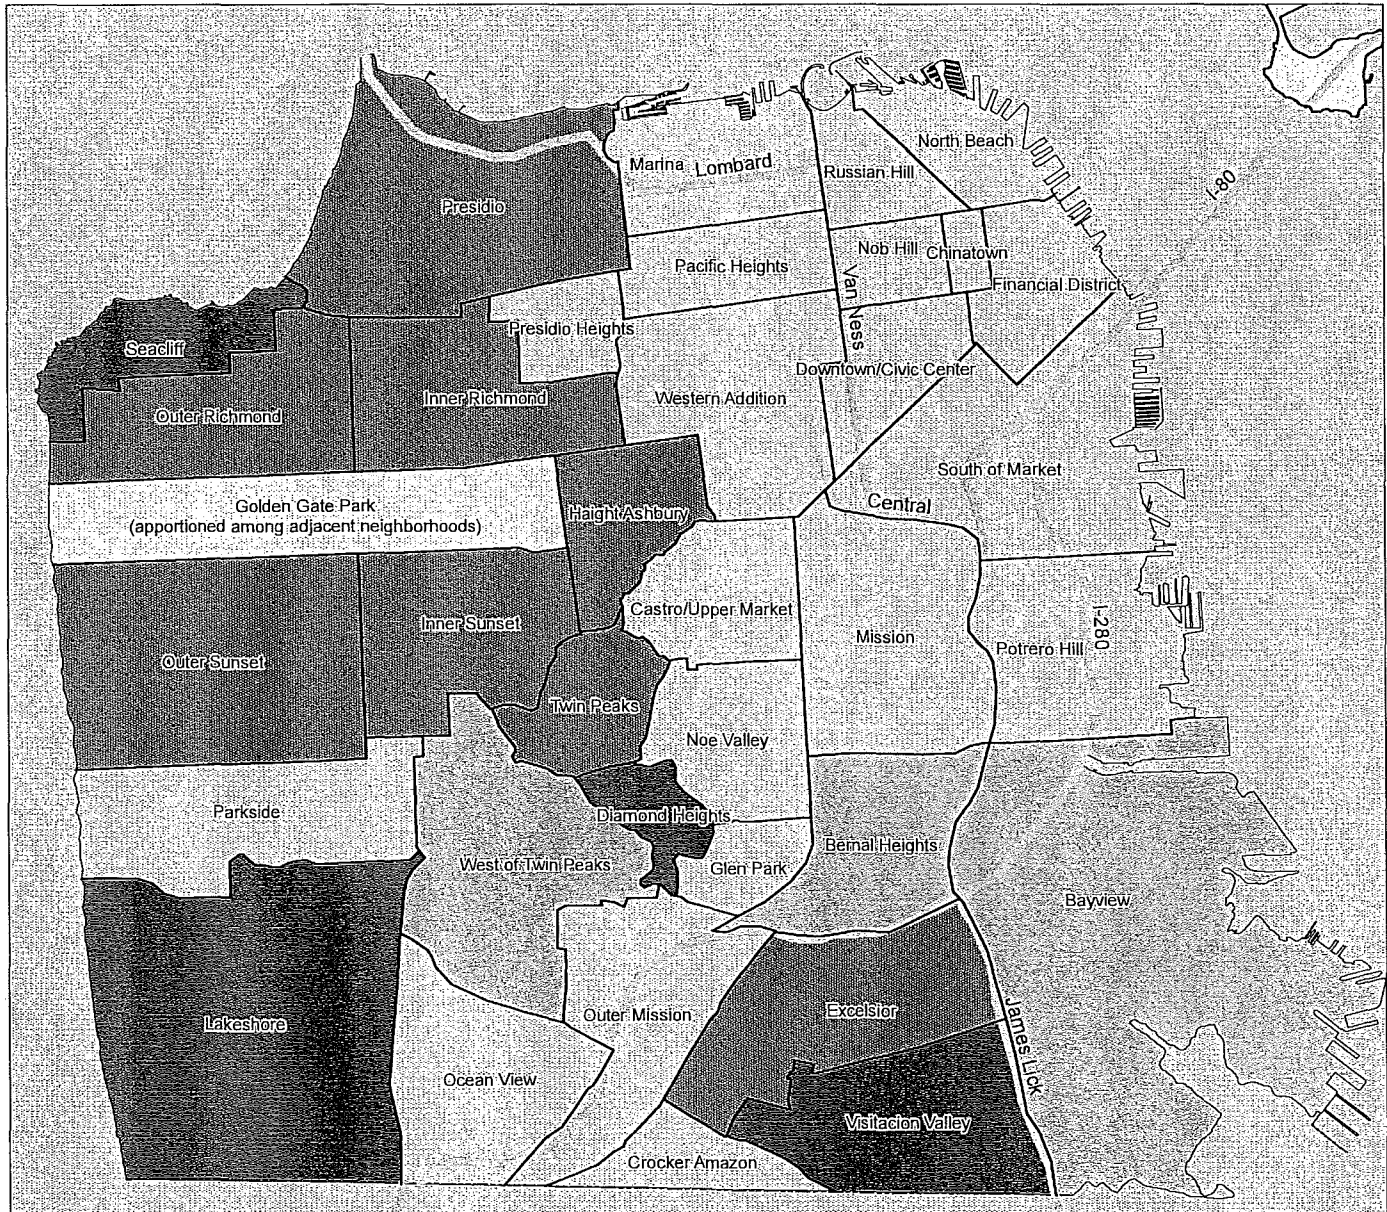 North Beach
Marina
Lombard
Russian Hill
I-80
Presidio
Nob Hill
Chinatown
Pacific Heights
Van Ness
Financial District
Presidio Heights
Seacliff
Downtown/Civic Center
Outer Richmond
Inner Richmond
Western Addition
South of Market
Central
Golden Gate Park
(apportioned among adjacent neighborhoods)
Haight Ashbury
Castro/Upper Market
Inner Sunset
Mission
I-280
Potrero Hill
Outer Sunset
Twin Peaks
Noe Valley
Parkside
Diamond Heights
West of Twin Peaks
Glen Park
Bernal Heights
Bayview
Lakeshore
Outer Mission
Excelsior
James Lick
Ocean View
Visitacion Valley
Crocker Amazon